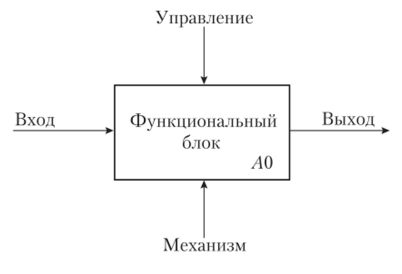 Управление
Вход
Функциональный
блок
A0
Выход
Механизм